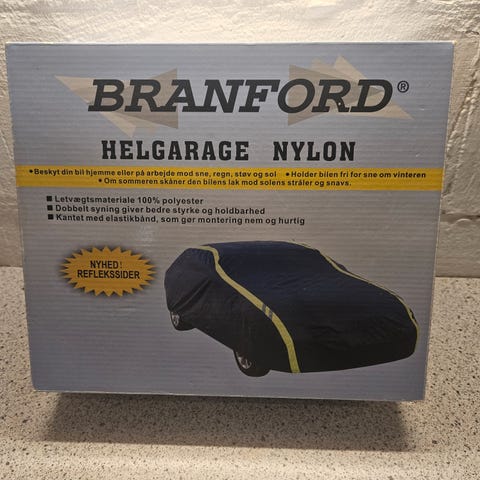 BRANFORD®
HELGARAGE NYLON
• Beskyt din bil hjemme eller på arbejde mod sne, regn, støv og sol • Holder bilen fri for sne om vinteren
• Om sommeren skåner den bilens lak mod solens stråler og snavs.
■ Letvægtsmateriale 100% polyester
■ Dobbelt syning giver bedre styrke og holdbarhed
■ Kantet med elastikbånd, som gør montering nem og hurtig
NYHED!
REFLEKSSIDER